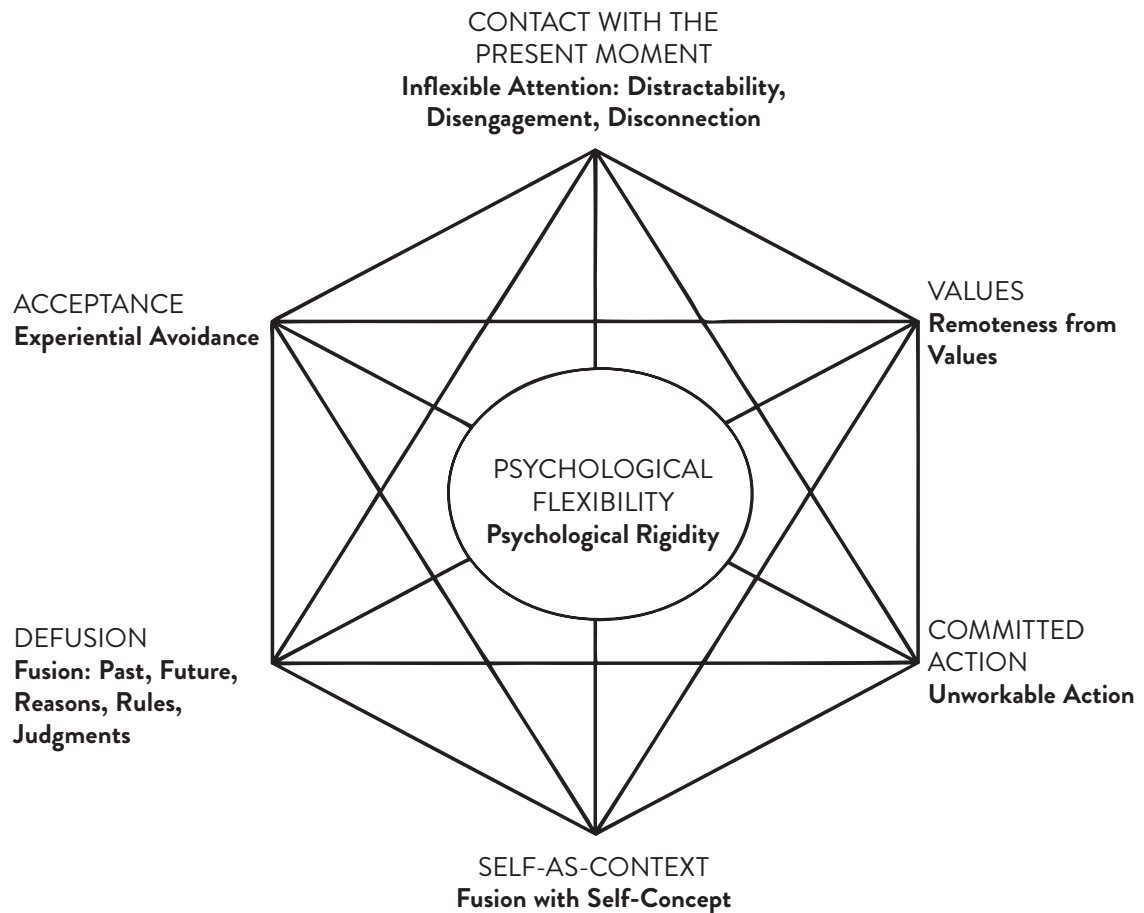 CONTACT WITH THE
PRESENT MOMENT
Inflexible Attention: Distractability,
Disengagement, Disconnection
ACCEPTANCE
Experiential Avoidance
VALUES
Remoteness from
Values
PSYCHOLOGICAL
FLEXIBILITY
Psychological Rigidity
DEFUSION
Fusion: Past, Future,
Reasons, Rules,
Judgments
COMMITTED
ACTION
Unworkable Action
SELF-AS-CONTEXT
Fusion with Self-Concept